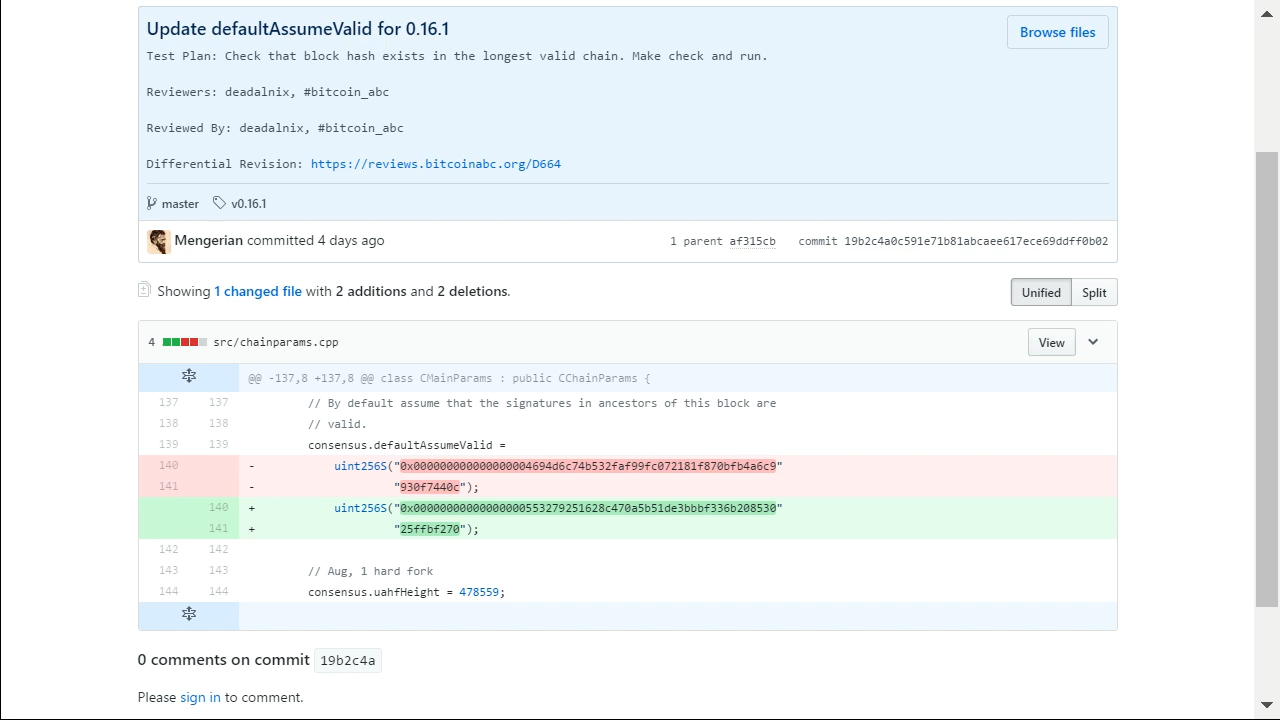 Update defaultAssumeValid for 0.16.1
Browse files
Test Plan: Check that block hash exists in the longest valid chain. Make check and run.
Reviewers: deadalnix, #bitcoin_abc
Reviewed By: deadalnix, #bitcoin_abc
Differential Revision: https://reviews.bitcoinabc.org/D664
master v0.16.1
Mengerian committed 4 days ago 1 parent af315cb commit 19b2c4a0c591e71b81abcaee617ece69ddff0b02
Showing 1 changed file with 2 additions and 2 deletions. Unified Split
4 src/chainparams.cpp View
@@ -137,8 +137,8 @@ class CMainParams : public CChainParams {
137 137 // By default assume that the signatures in ancestors of this block are
138 138 // valid.
139 139 consensus.defaultAssumeValid =
140 - uint256S("0x000000000000000004694d6c74b532faf99fc072181f870bfb4a6c9"
141 - "930f7440c");
140 + uint256S("0x0000000000000000553279251628c470a5b51de3bbbf336b208530"
141 + "25ffbf270");
142 142
143 143 // Aug, 1 hard fork
144 144 consensus.uahfHeight = 478559;
0 comments on commit 19b2c4a
Please sign in to comment.